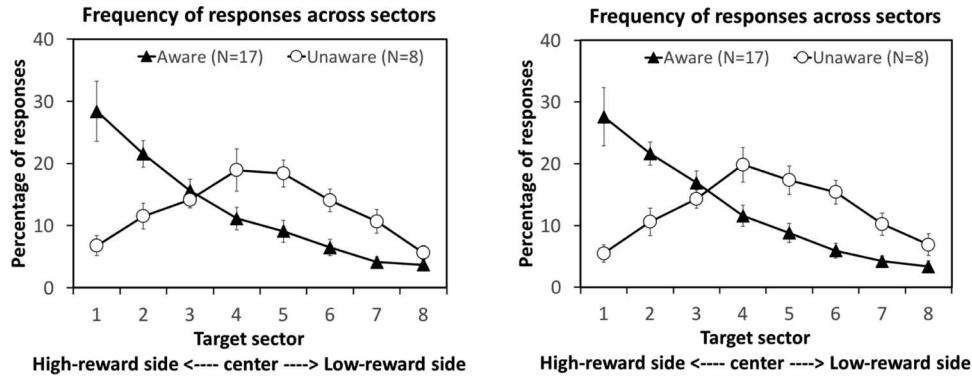 Frequency of responses across sectors
40
30
20
10
0
Percentage of responses
Aware (N=17) Unaware (N=8)
1 2 3 4 5 6 7 8
Target sector
High-reward side <---- center ----> Low-reward side
Frequency of responses across sectors
40
30
20
10
0
Percentage of responses
Aware (N=17) Unaware (N=8)
1 2 3 4 5 6 7 8
Target sector
High-reward side <---- center ----> Low-reward side